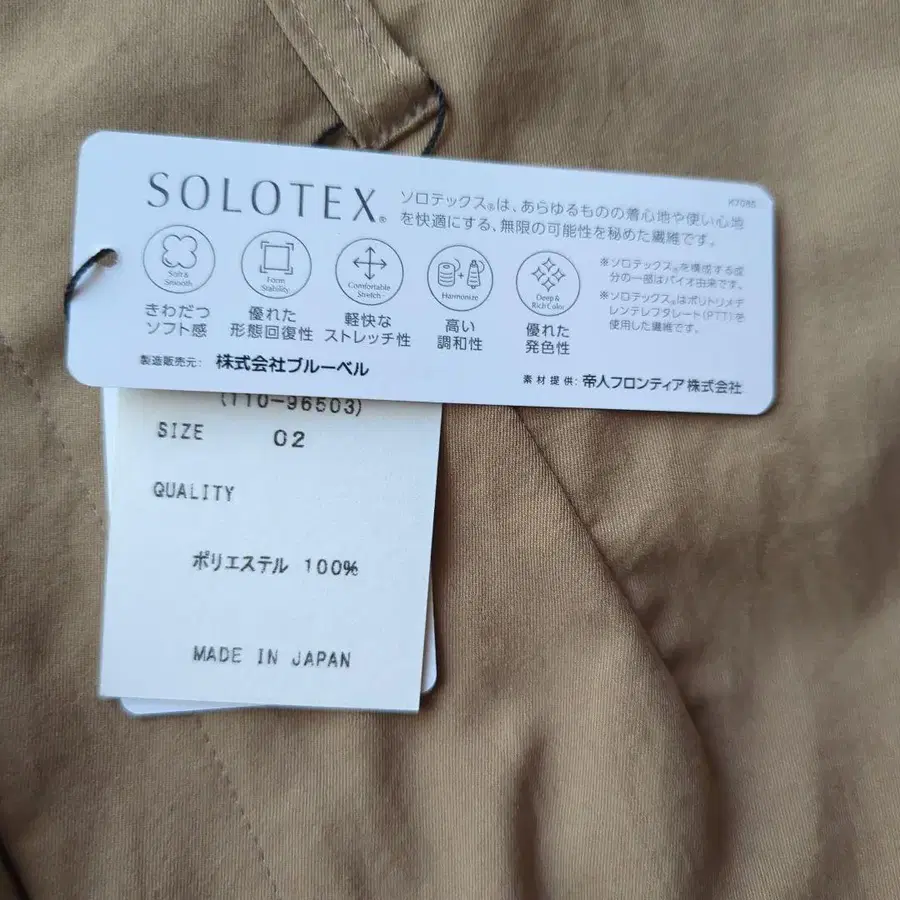 SOLOTEX®
ソロテックス®は、あらゆるものの着心地や使い心地
を快適にする、無限の可能性を秘めた繊維です。
K7085
Soft &
Smooth
きわだつ
ソフト感
Form
Stability
優れた
形態回復性
Comfortable
Stretch
軽快な
ストレッチ性
Harmonize
高い
調和性
Deep &
Rich Color
優れた
発色性
※ソロテックス®を構成する成
分の一部はバイオ由来です。
※ソロテックス®はポリトリメチ
レンテレフタレート(PTT)を
使用した繊維です。
製造販売元: 株式会社ブルーベル
素材提供: 帝人フロンティア株式会社
(110-96503)
SIZE 02
QUALITY
ポリエステル 100%
MADE IN JAPAN